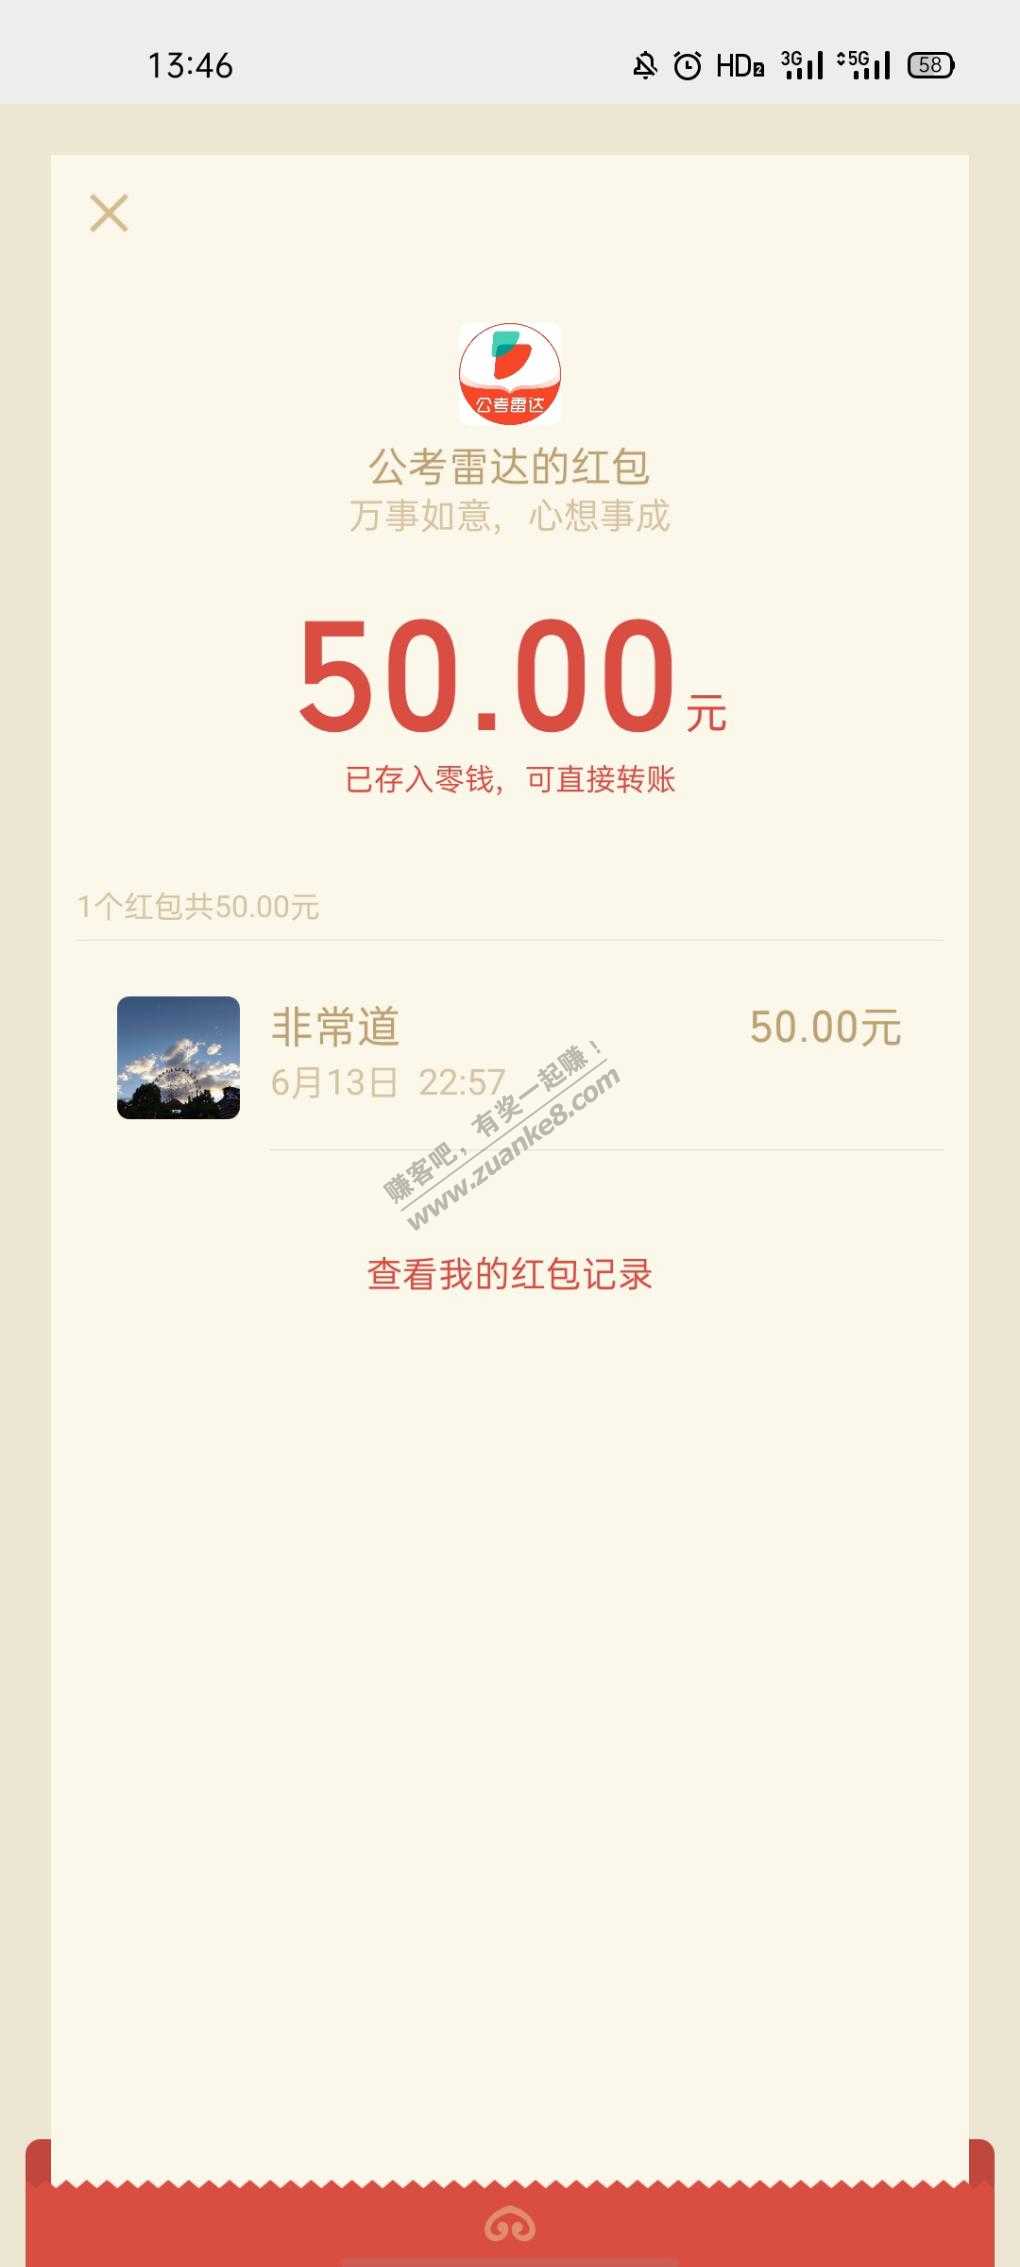 13:46
HD2 3G 5G 58
公考雷达
公考雷达的红包
万事如意，心想事成
50.00元
已存入零钱，可直接转账
1个红包共50.00元
非常道 50.00元
6月13日 22:57
赚客吧，有奖一起赚！
www.zuanke8.com
查看我的红包记录